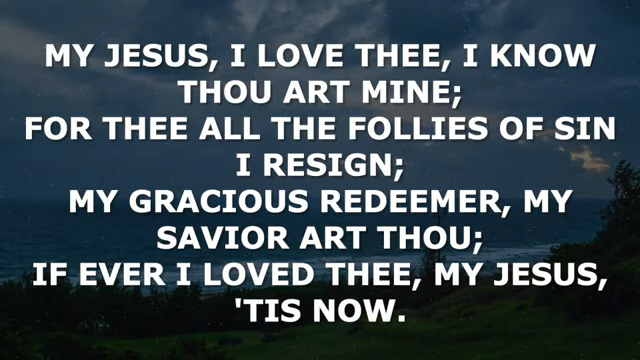 MY JESUS, I LOVE THEE, I KNOW
THOU ART MINE;
FOR THEE ALL THE FOLLIES OF SIN
I RESIGN;
MY GRACIOUS REDEEMER, MY
SAVIOR ART THOU;
IF EVER I LOVED THEE, MY JESUS,
'TIS NOW.